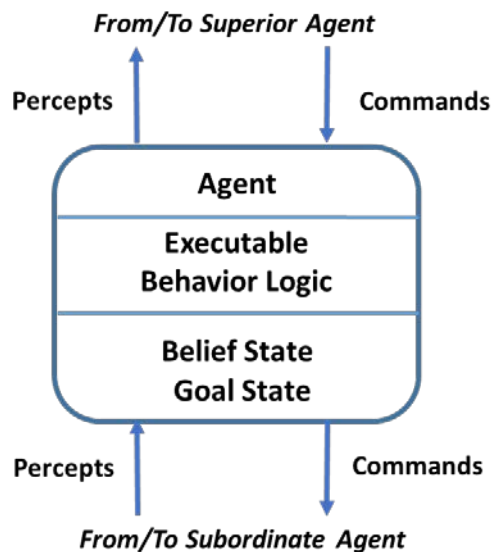 From/To Superior Agent
Percepts
Commands
Agent
Executable
Behavior Logic
Belief State
Goal State
Percepts
Commands
From/To Subordinate Agent